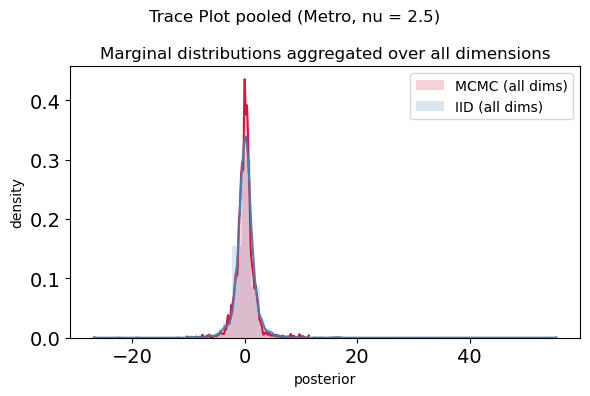 Trace Plot pooled (Metro, nu = 2.5)
Marginal distributions aggregated over all dimensions
MCMC (all dims)
IID (all dims)
0.4
0.3
0.2
0.1
0.0
density
−20
0
20
40
posterior